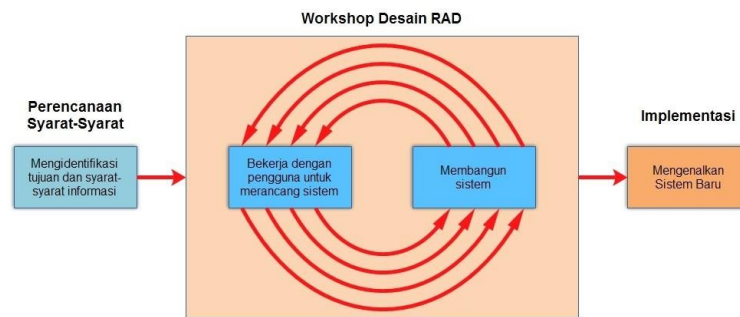 Workshop Desain RAD
Perencanaan
Syarat-Syarat
Mengidentifikasi
tujuan dan syarat-
syarat informasi
Bekerja dengan
pengguna untuk
merancang sistem
Membangun
sistem
Implementasi
Mengenalkan
Sistem Baru